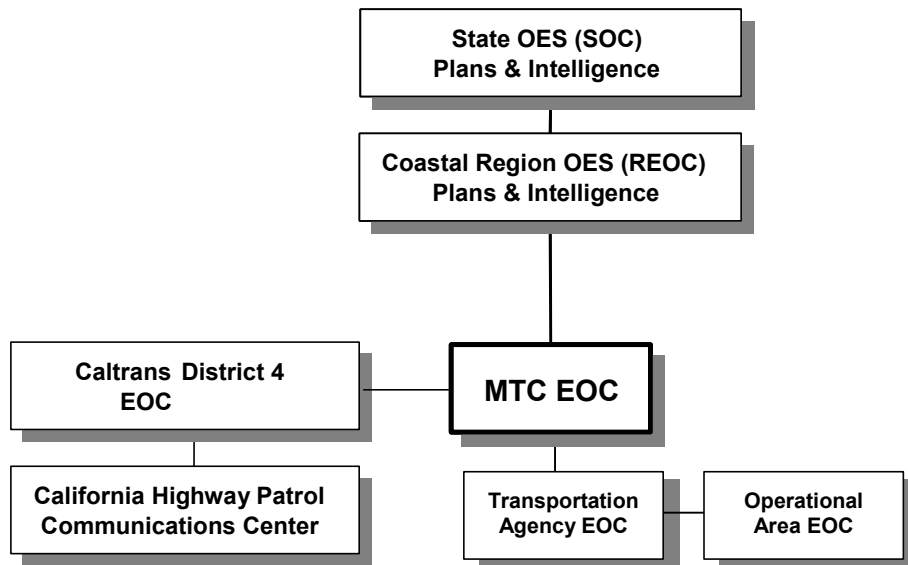 State OES (SOC)
Plans & Intelligence
Coastal Region OES (REOC)
Plans & Intelligence
Caltrans District 4
EOC
MTC EOC
California Highway Patrol
Communications Center
Transportation
Agency EOC
Operational
Area EOC